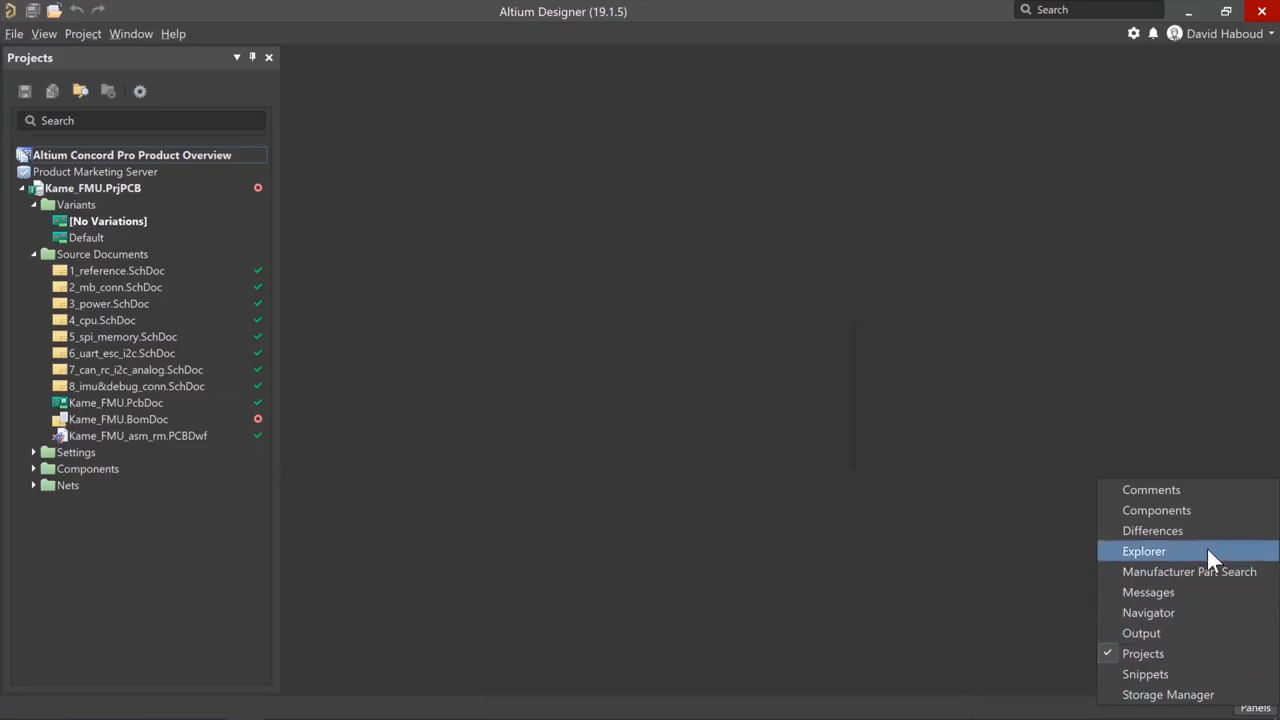 Altium Designer (19.1.5)
Search
File View Project Window Help
David Haboud
Projects
Search
Altium Concord Pro Product Overview
Product Marketing Server
Kame_FMU.PrjPCB
Variants
[No Variations]
Default
Source Documents
1_reference.SchDoc
2_mb_conn.SchDoc
3_power.SchDoc
4_cpu.SchDoc
5_spi_memory.SchDoc
6_uart_esc_i2c.SchDoc
7_can_rc_i2c_analog.SchDoc
8_imu&debug_conn.SchDoc
Kame_FMU.PcbDoc
Kame_FMU.BomDoc
Kame_FMU_asm_rm.PCBDwf
Settings
Components
Nets
Comments
Components
Differences
Explorer
Manufacturer Part Search
Messages
Navigator
Output
Projects
Snippets
Storage Manager
Panels